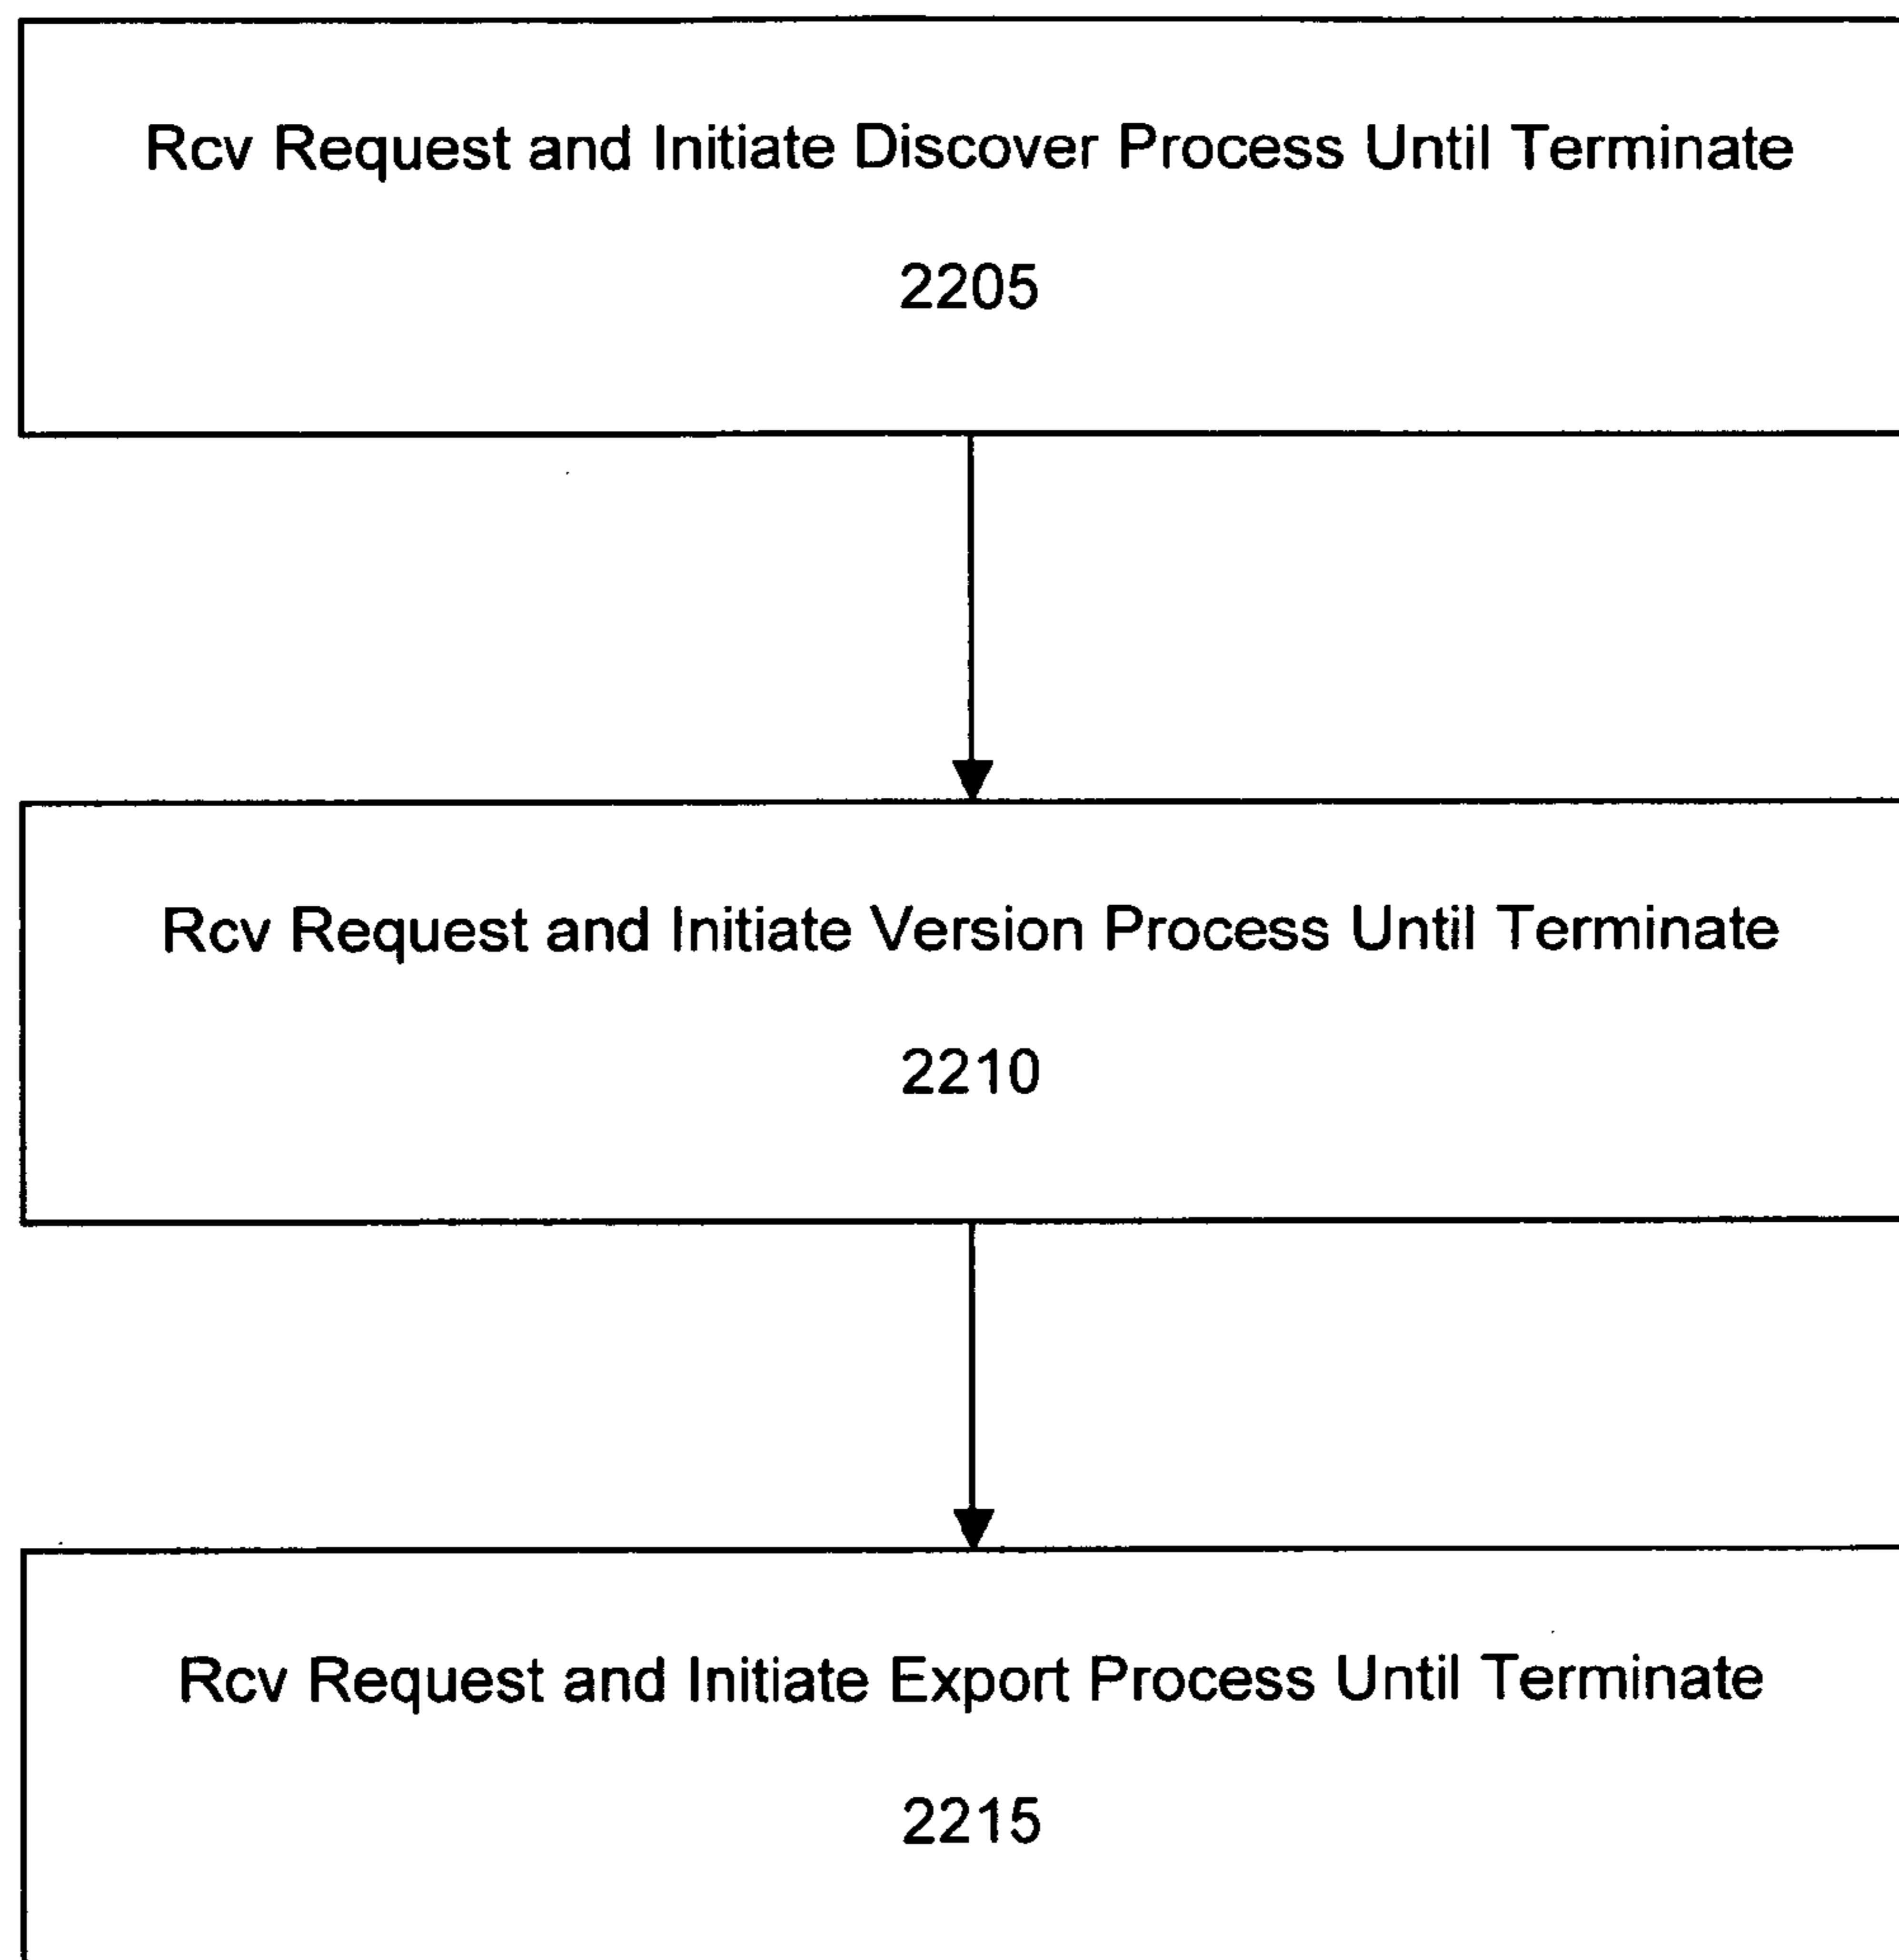 Rcv Request and Initiate Discover Process Until Terminate
2205
Rcv Request and Initiate Version Process Until Terminate
2210
Rcv Request and Initiate Export Process Until Terminate
2215